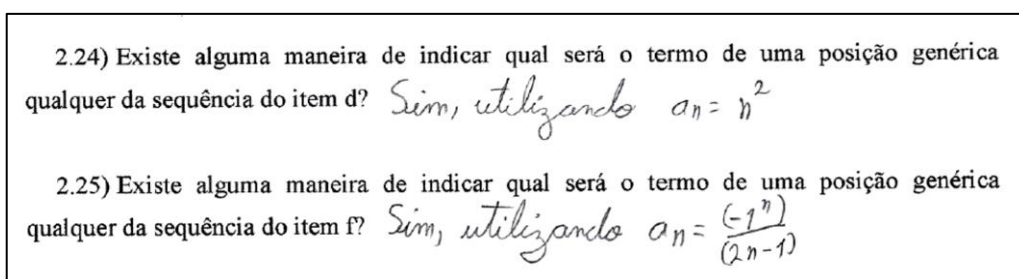 2.24) Existe alguma maneira de indicar qual será o termo de uma posição genérica
qualquer da sequência do item d? Sim, utilizando aₙ = n²
2.25) Existe alguma maneira de indicar qual será o termo de uma posição genérica
qualquer da sequência do item f? Sim, utilizando aₙ = (-1ⁿ)/(2n-1)